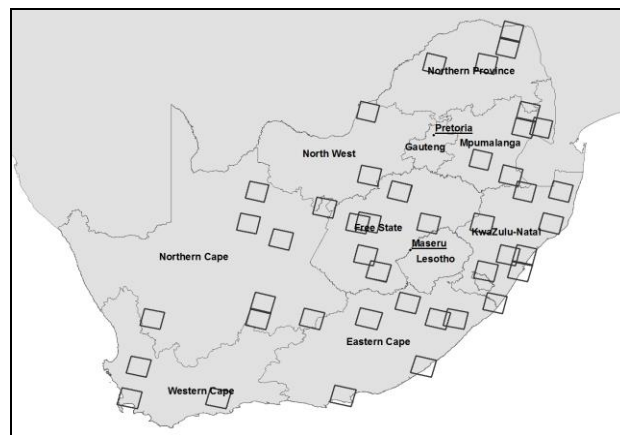 Northern Province
Pretoria
Gauteng
Mpumalanga
North West
Free State
KwaZulu-Natal
Maseru
Lesotho
Northern Cape
Eastern Cape
Western Cape